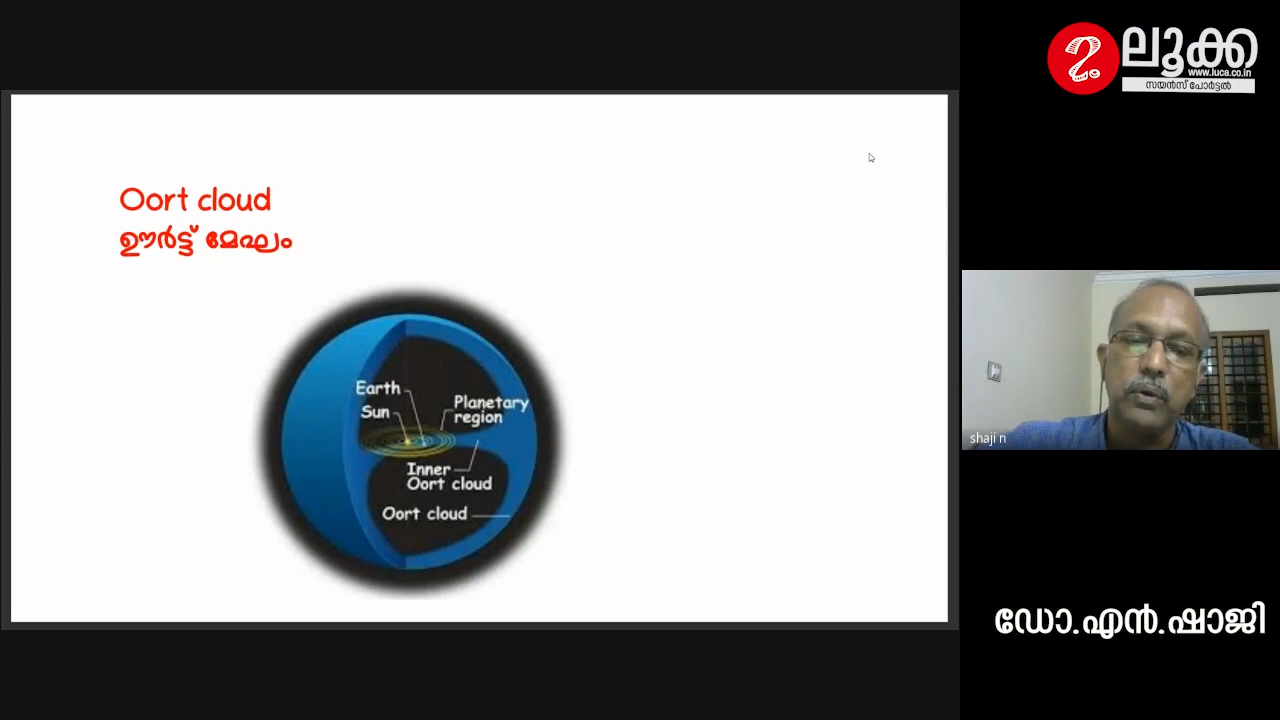 Oort cloud
ഊർട്ട് മേഘം
Earth
Sun
Planetary
region
Inner
Oort cloud
Oort cloud
ലൂക്ക
www.luca.co.in
സയൻസ് പോർട്ടൽ
shaji n
ഡോ.എൻ.ഷാജി